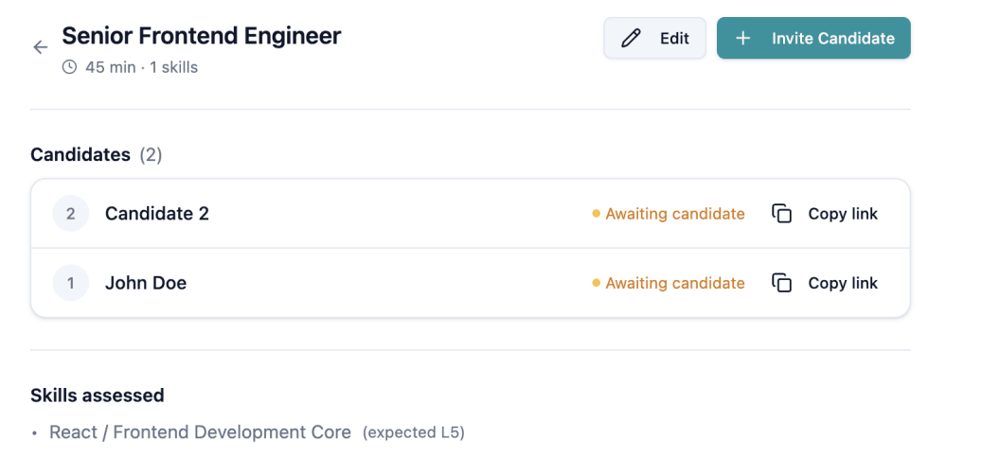 Senior Frontend Engineer
Edit
Invite Candidate
45 min · 1 skills
Candidates (2)
2 Candidate 2 Awaiting candidate Copy link
1 John Doe Awaiting candidate Copy link
Skills assessed
• React / Frontend Development Core (expected L5)